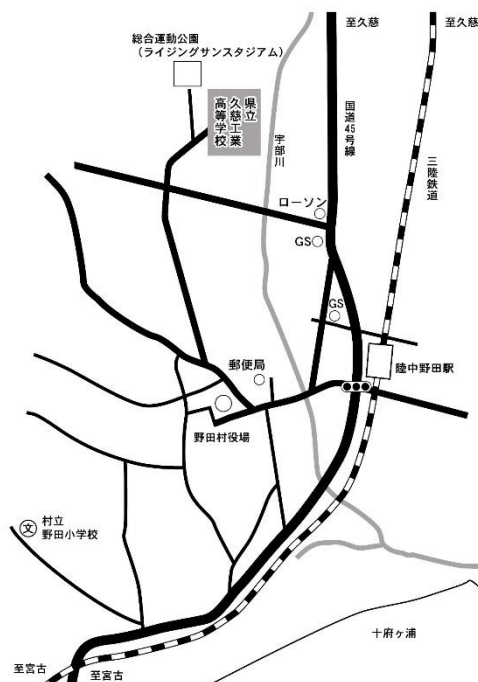 至久慈
至久慈
総合運動公園
(ライジングサンスタジアム)
県立
久慈工業
高等学校
国道45号線
宇部川
三陸鉄道
ローソン
GS
GS
郵便局
陸中野田駅
野田村役場
文
村立
野田小学校
十府ヶ浦
至宮古
至宮古